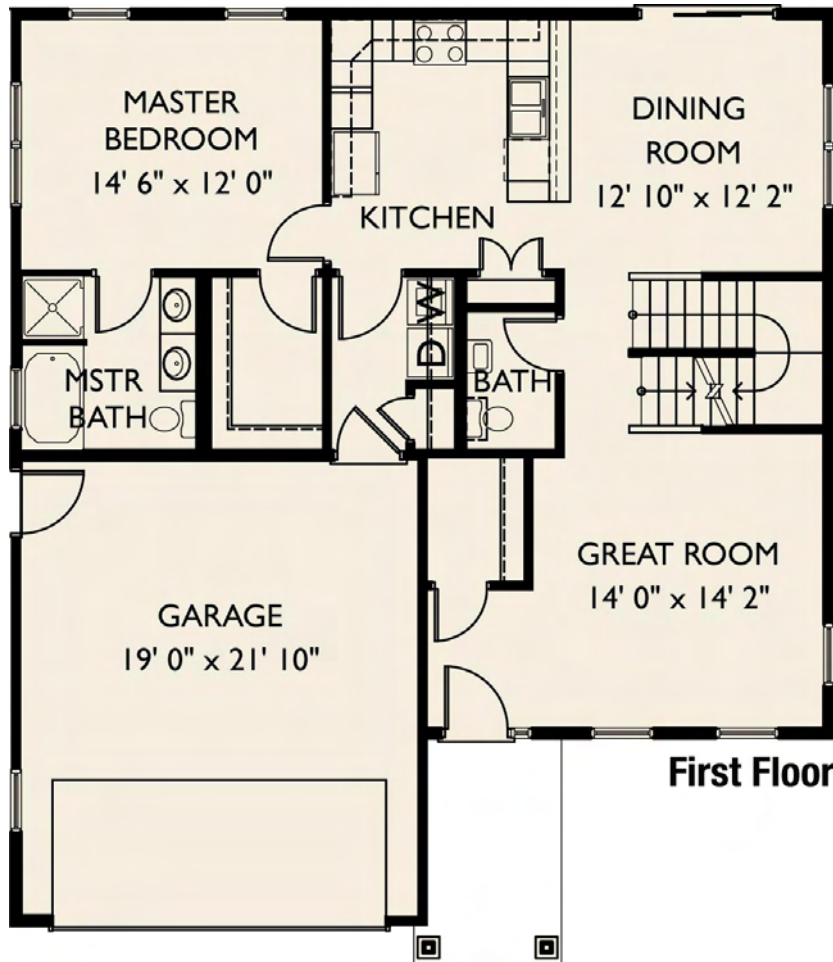 MASTER
BEDROOM
14' 6" x 12' 0"
KITCHEN
DINING
ROOM
12' 10" x 12' 2"
W
D
MSTR
BATH
BATH
GREAT ROOM
14' 0" x 14' 2"
GARAGE
19' 0" x 21' 10"
First Floor